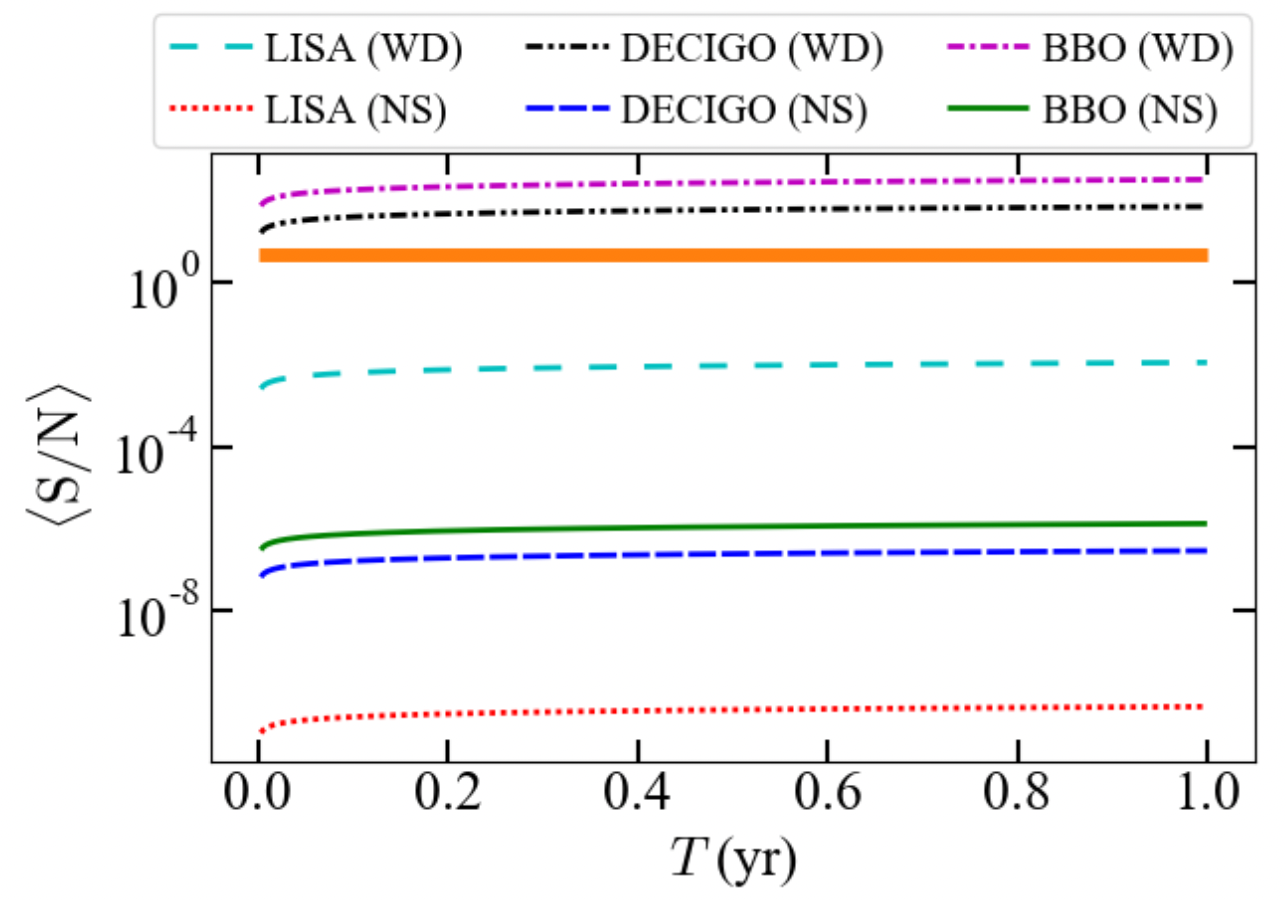 LISA (WD) DECIGO (WD) BBO (WD)
LISA (NS) DECIGO (NS) BBO (NS)
10^0
10^-4
10^-8
⟨S/N⟩
0.0 0.2 0.4 0.6 0.8 1.0
T (yr)